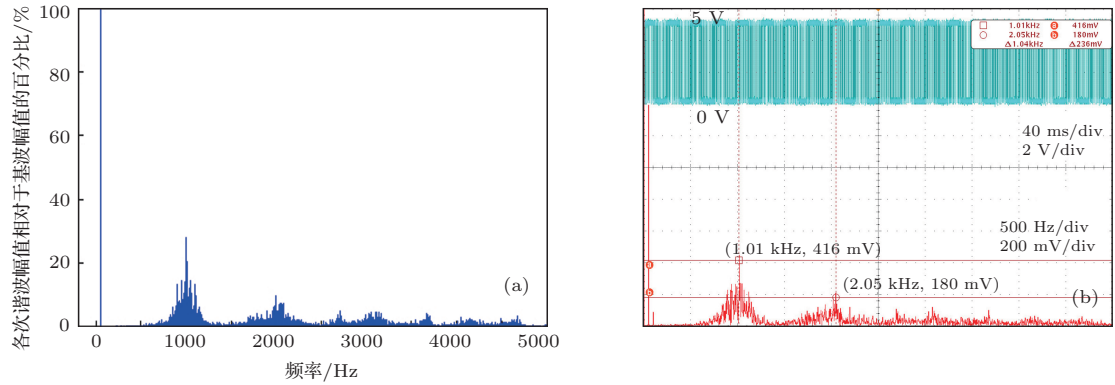 各次谐波幅值相对于基波幅值的百分比/%
100
80
60
40
20
0
0
1000
2000
3000
4000
5000
频率/Hz
(a)
5 V
1.01kHz a 416mV
2.05kHz b 180mV
Δ1.04kHz Δ236mV
0 V
40 ms/div
2 V/div
500 Hz/div
200 mV/div
(1.01 kHz, 416 mV)
a
b
(2.05 kHz, 180 mV)
(b)